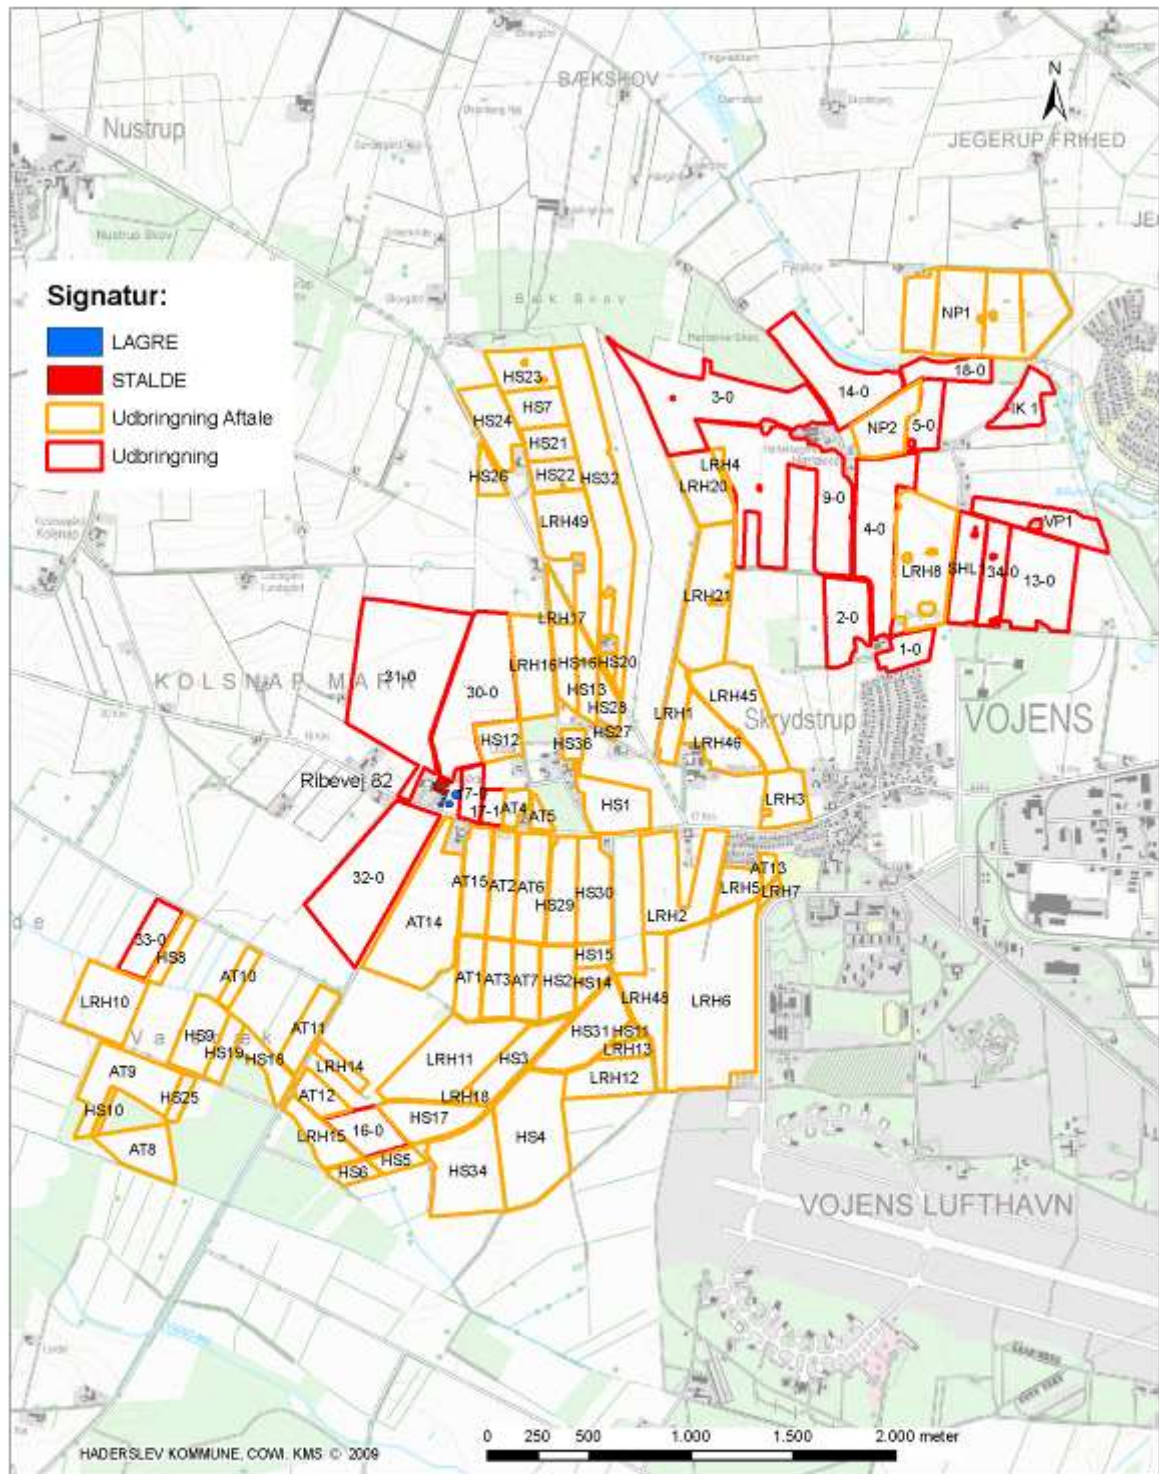 BÆKSKOV
N
Nustrup
JEGERUP FRIHED
Nustrup Skov
Signatur:
LAGRE
STALDE
Udbringning Aftale
Udbringning
Bæk Skov
NP1
18-0
14-0
3-0
IK 1
NP2
5-0
HS23
HS7
HS24
HS21
HS22
HS32
HS26
LRH4
LRH20
9-0
4-0
LRH49
VP1
LRH8
SHL
34-0
13-0
LRH21
2-0
1-0
LRH17
LRH16
HS16
HS20
31-0
30-0
KOLSNAP MARK
HS13
HS28
LRH45
LRH1
Skrydstrup
VOJENS
HS12
HS36
HS27
LRH46
Ribevej 82
7-0
17-1
AT4
AT5
HS1
LRH3
32-0
AT15
AT2
AT6
HS29
HS30
AT13
LRH5
LRH7
LRH2
AT14
33-0
HS8
HS15
AT10
AT1
AT3
AT7
HS2
HS14
LRH10
LRH48
LRH6
AT11
HS9
HS19
HS18
HS31
HS11
LRH13
LRH14
LRH11
HS3
AT9
AT12
LRH18
LRH12
HS10
HS25
HS17
LRH15
16-0
AT8
HS4
HS6
HS5
HS34
VOJENS LUFTHAVN
0 250 500 1.000 1.500 2.000 meter
HADERSLEV KOMMUNE, COWI, KMS © 2009